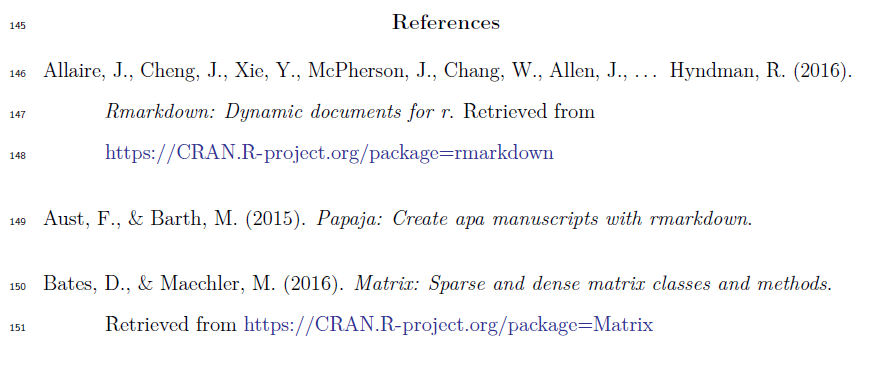 145 References
146 Allaire, J., Cheng, J., Xie, Y., McPherson, J., Chang, W., Allen, J., … Hyndman, R. (2016).
147 Rmarkdown: Dynamic documents for r. Retrieved from
148 https://CRAN.R-project.org/package=rmarkdown
149 Aust, F., & Barth, M. (2015). Papaja: Create apa manuscripts with rmarkdown.
150 Bates, D., & Maechler, M. (2016). Matrix: Sparse and dense matrix classes and methods.
151 Retrieved from https://CRAN.R-project.org/package=Matrix